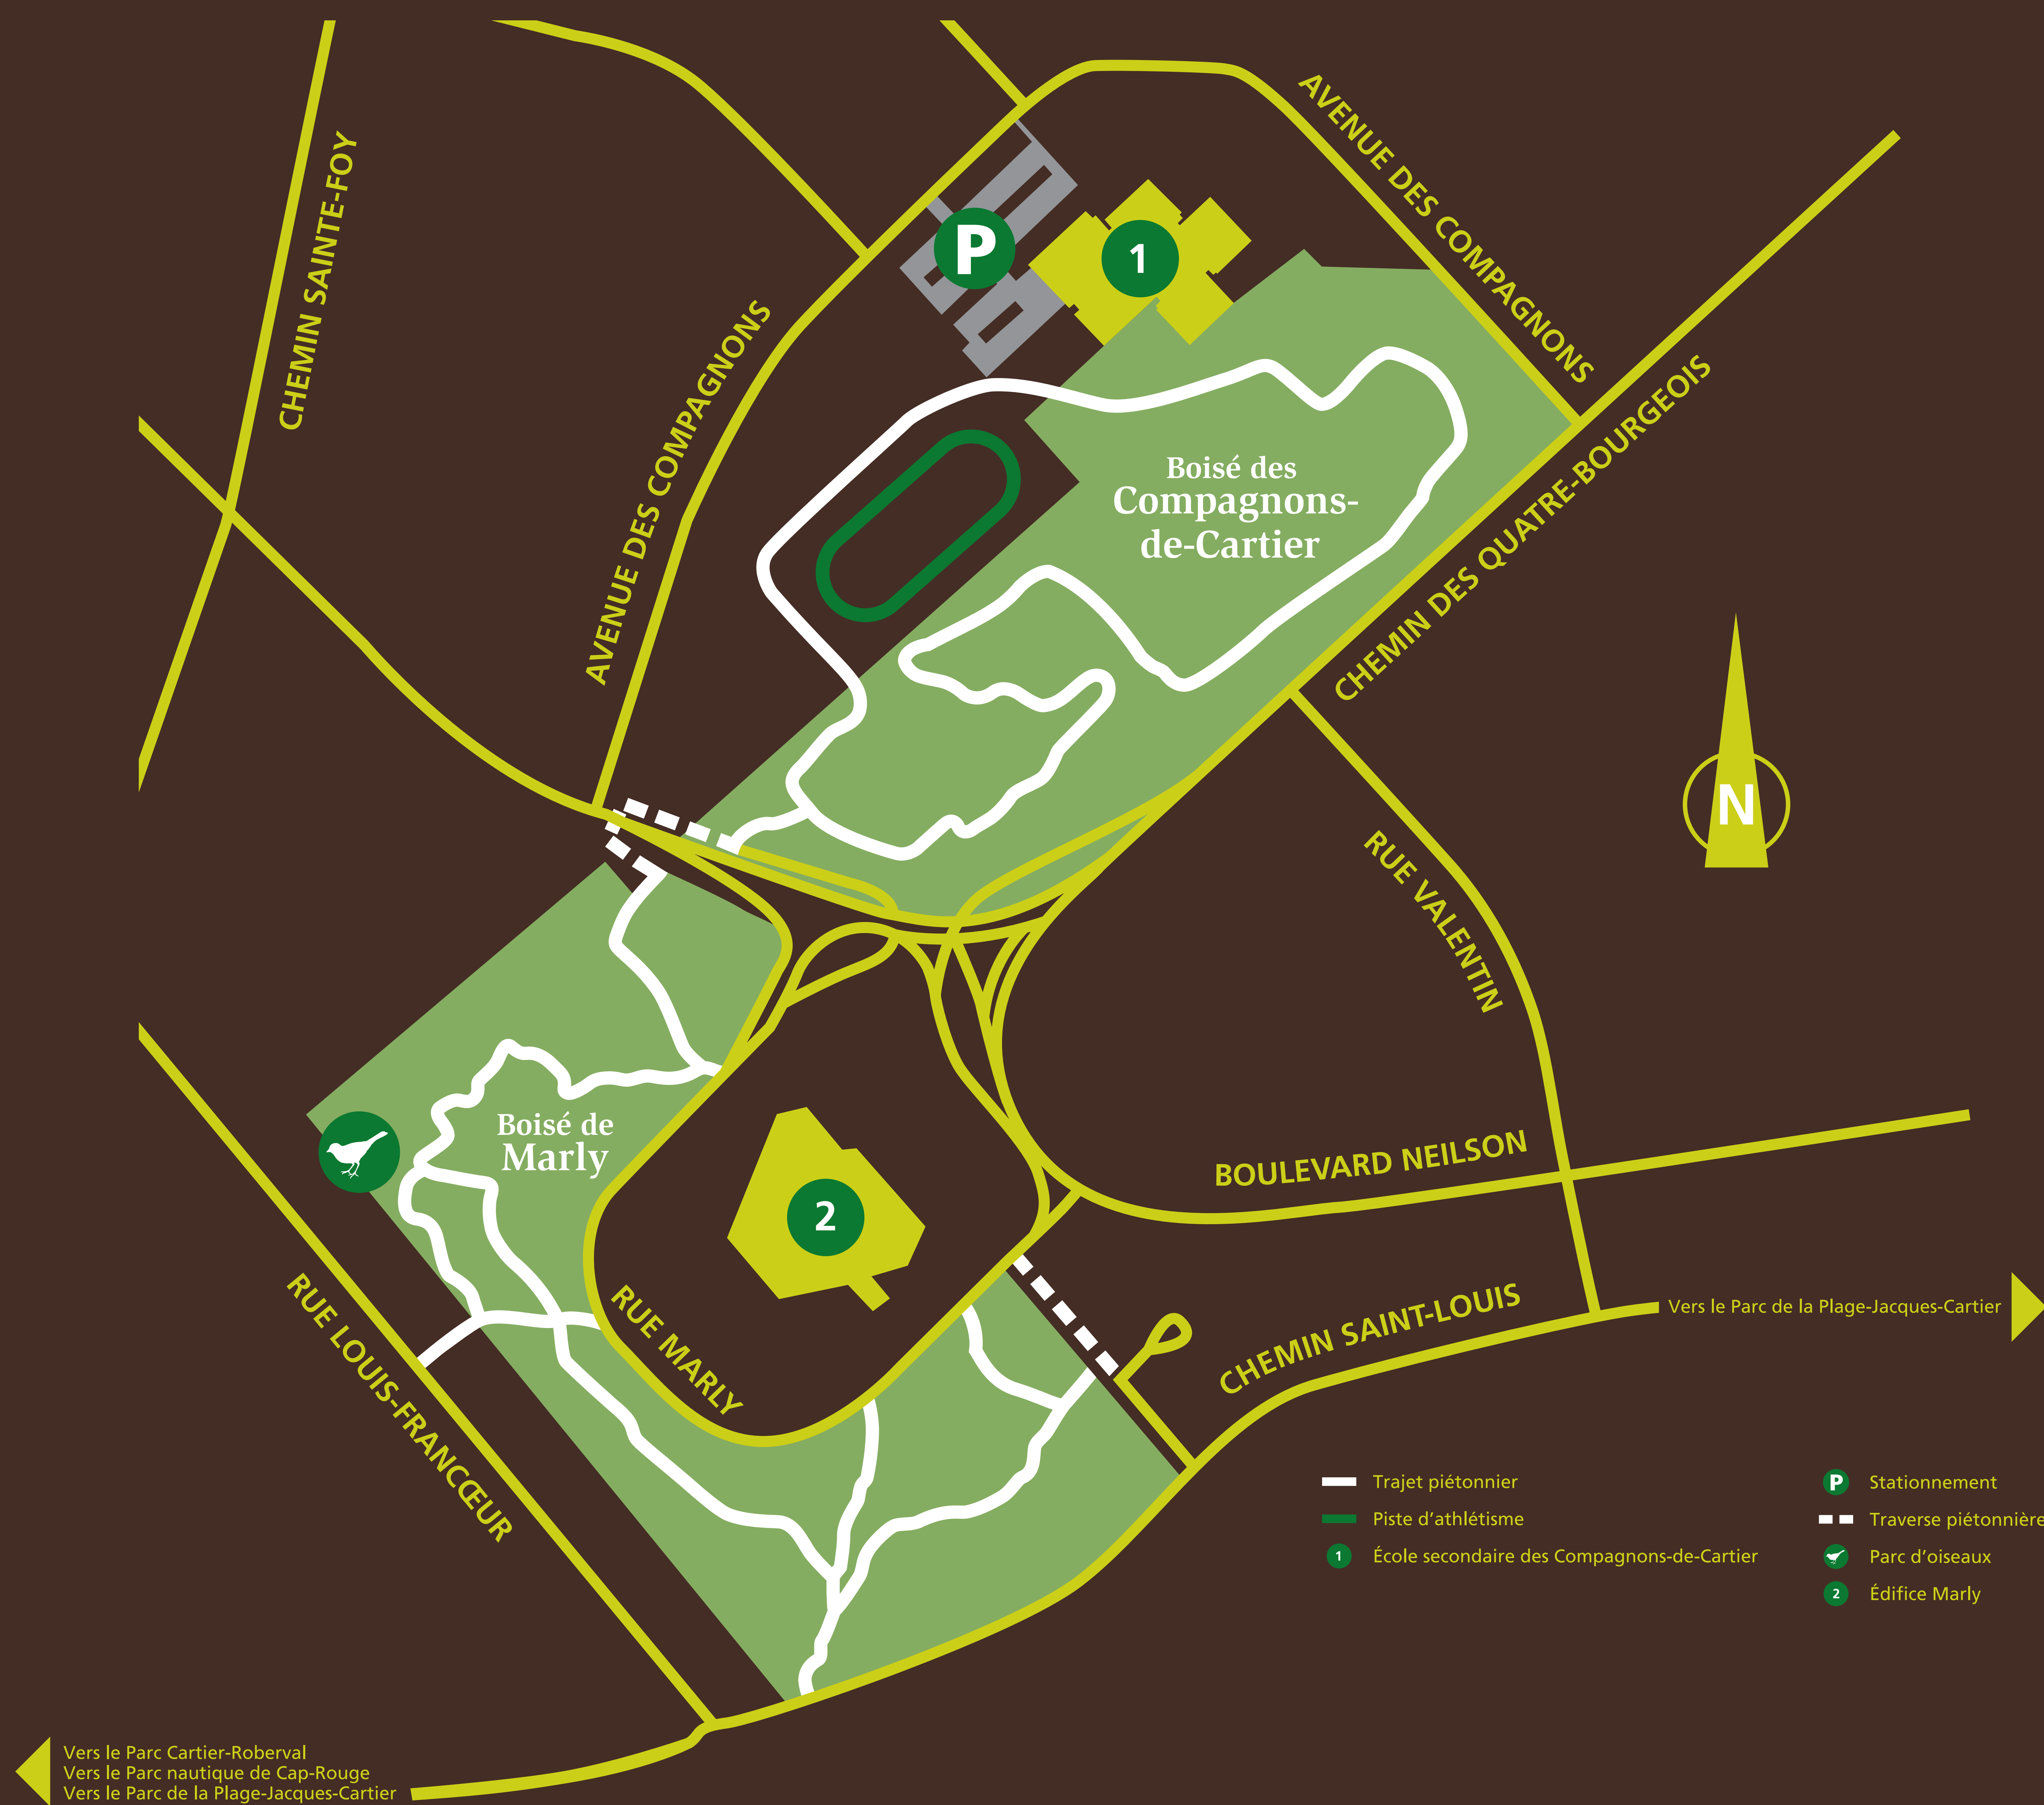 AVENUE DES COMPAGNONS
CHEMIN SAINTE-FOY
P
1
AVENUE DES COMPAGNONS
CHEMIN DES QUATRE-BOURGEOIS
Boisé des
Compagnons-
de-Cartier
N
RUE VALENTIN
Boisé de
Marly
2
BOULEVARD NEILSON
RUE LOUIS-FRANCŒUR
RUE MARLY
CHEMIN SAINT-LOUIS
Vers le Parc de la Plage-Jacques-Cartier
Trajet piétonnier
Piste d’athlétisme
1 École secondaire des Compagnons-de-Cartier
P Stationnement
Traverse piétonnière
Parc d’oiseaux
2 Édifice Marly
Vers le Parc Cartier-Roberval
Vers le Parc nautique de Cap-Rouge
Vers le Parc de la Plage-Jacques-Cartier